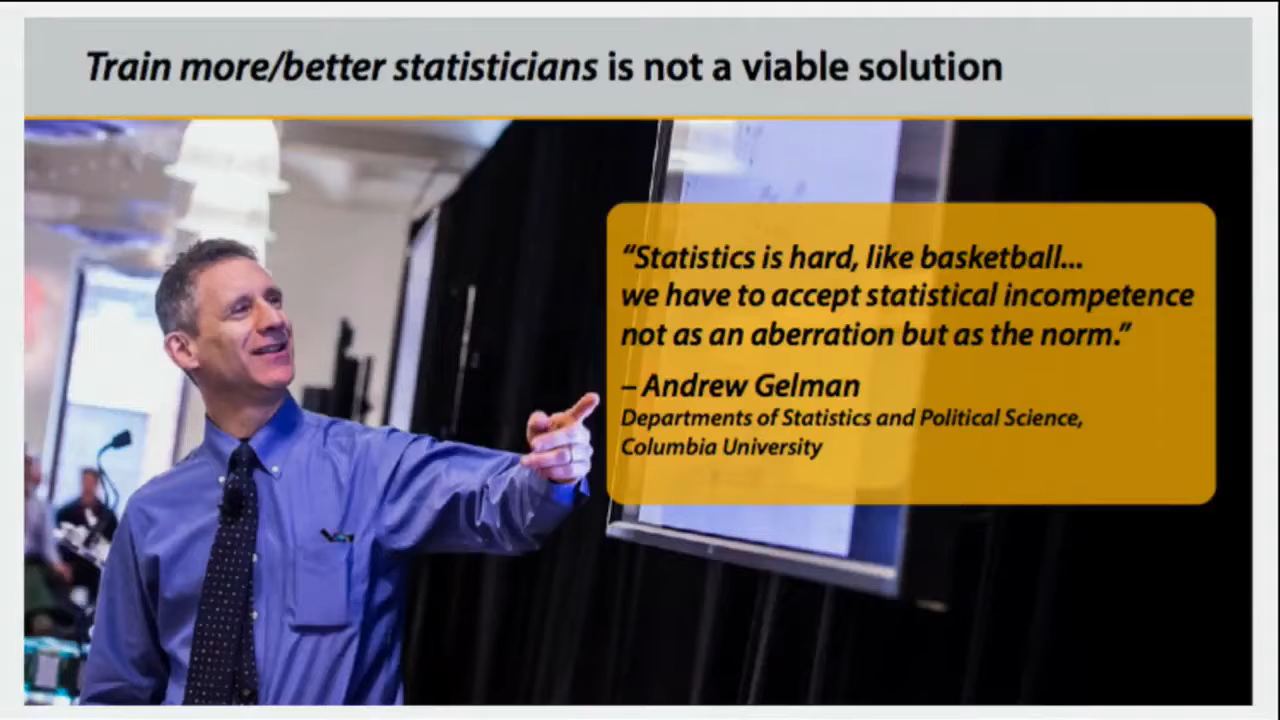 Train more/better statisticians is not a viable solution
“Statistics is hard, like basketball...
we have to accept statistical incompetence
not as an aberration but as the norm.”
– Andrew Gelman
Departments of Statistics and Political Science,
Columbia University